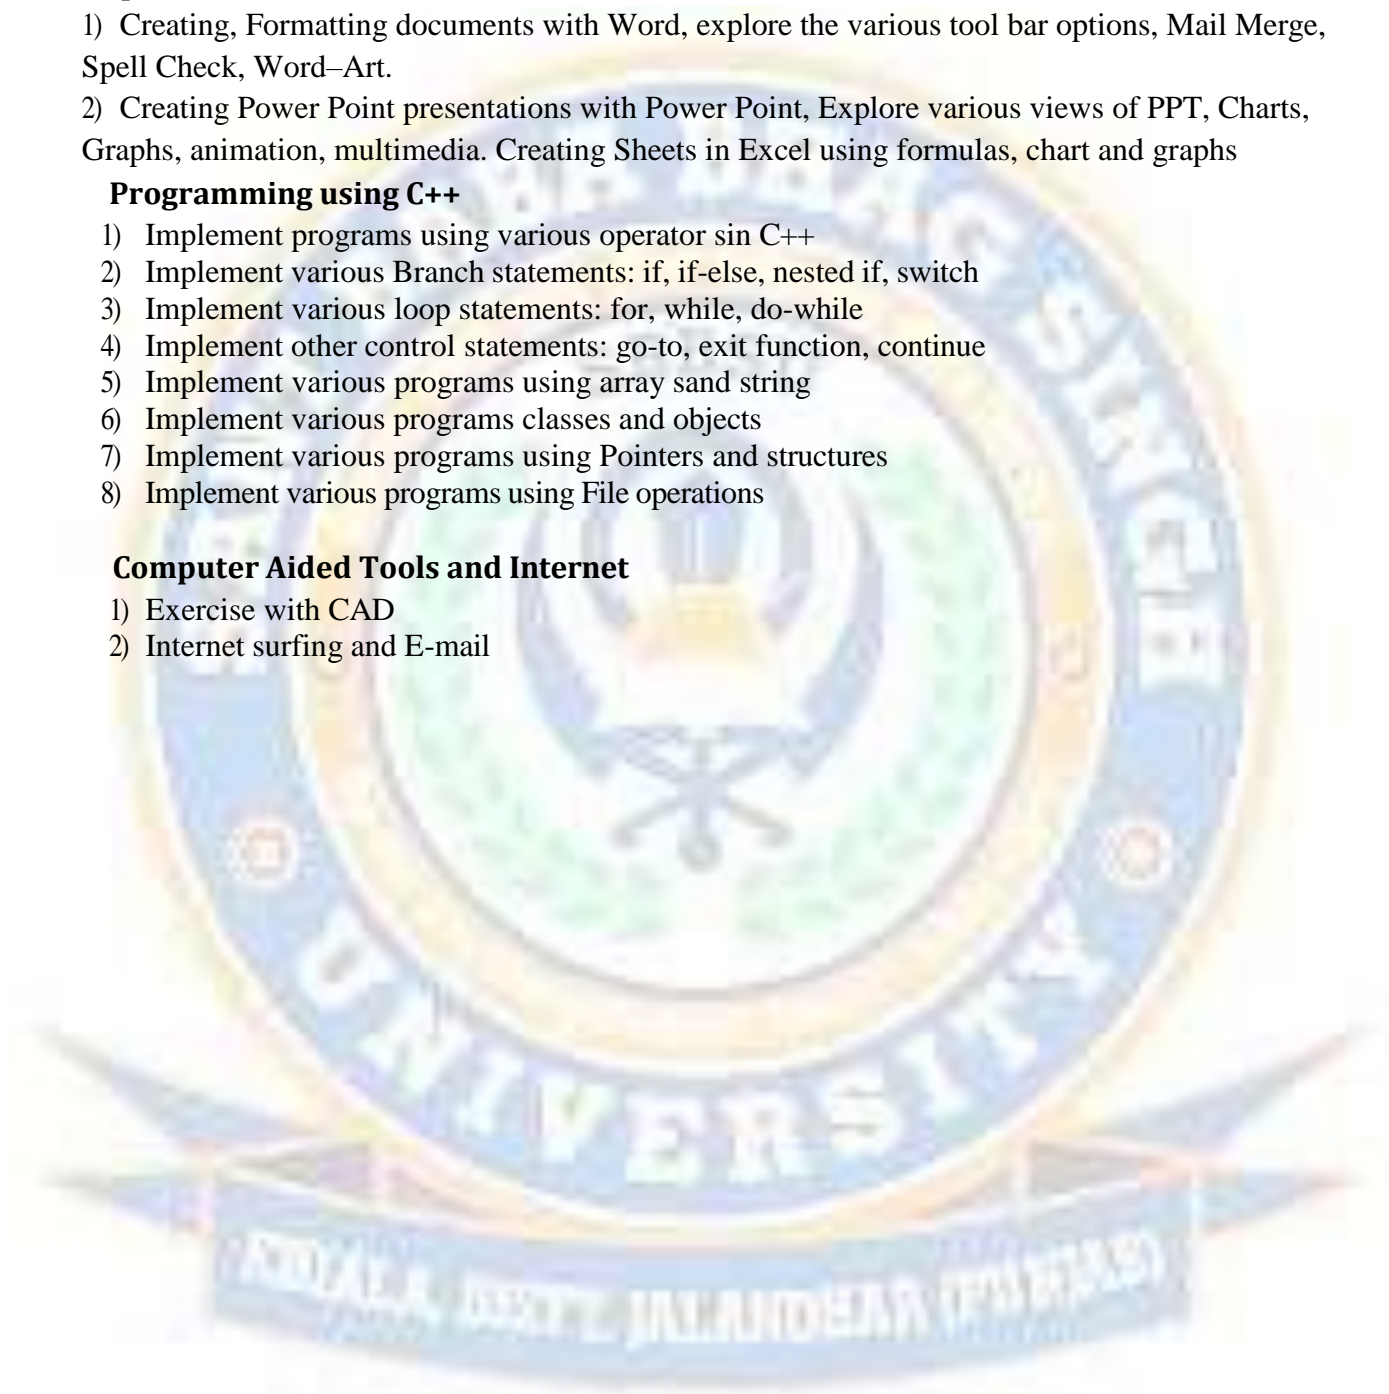 1) Creating, Formatting documents with Word, explore the various tool bar options, Mail Merge,
Spell Check, Word–Art.
2) Creating Power Point presentations with Power Point, Explore various views of PPT, Charts,
Graphs, animation, multimedia. Creating Sheets in Excel using formulas, chart and graphs
Programming using C++
1) Implement programs using various operator sin C++
2) Implement various Branch statements: if, if-else, nested if, switch
3) Implement various loop statements: for, while, do-while
4) Implement other control statements: go-to, exit function, continue
5) Implement various programs using array sand string
6) Implement various programs classes and objects
7) Implement various programs using Pointers and structures
8) Implement various programs using File operations
Computer Aided Tools and Internet
1) Exercise with CAD
2) Internet surfing and E-mail
SINGH
UNIVERSITY
JALANDHAR (PUNJAB)